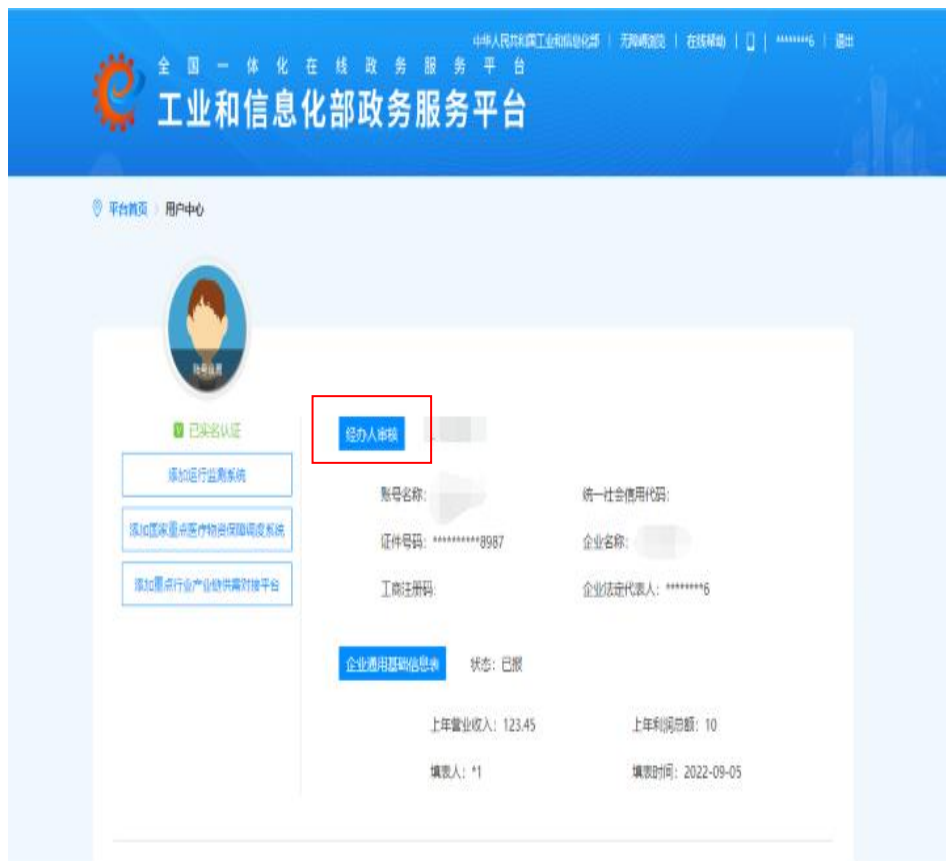 中华人民共和国工业和信息化部 | 无障碍浏览 | 在线帮助 | | ********6 | 退出
全国一体化在线政务服务平台
工业和信息化部政务服务平台
平台首页 > 用户中心
账号设置
已实名认证
添加运行监测系统
添加国家重点医疗物资保障调度系统
添加重点行业产业链供需对接平台
经办人审核
账号名称: 统一社会信用代码:
证件号码: **********8987 企业名称:
工商注册码: 企业法定代表人: ********6
企业通用基础信息表 状态: 已报
上年营业收入: 123.45 上年利润总额: 10
填表人: *1 填表时间: 2022-09-05